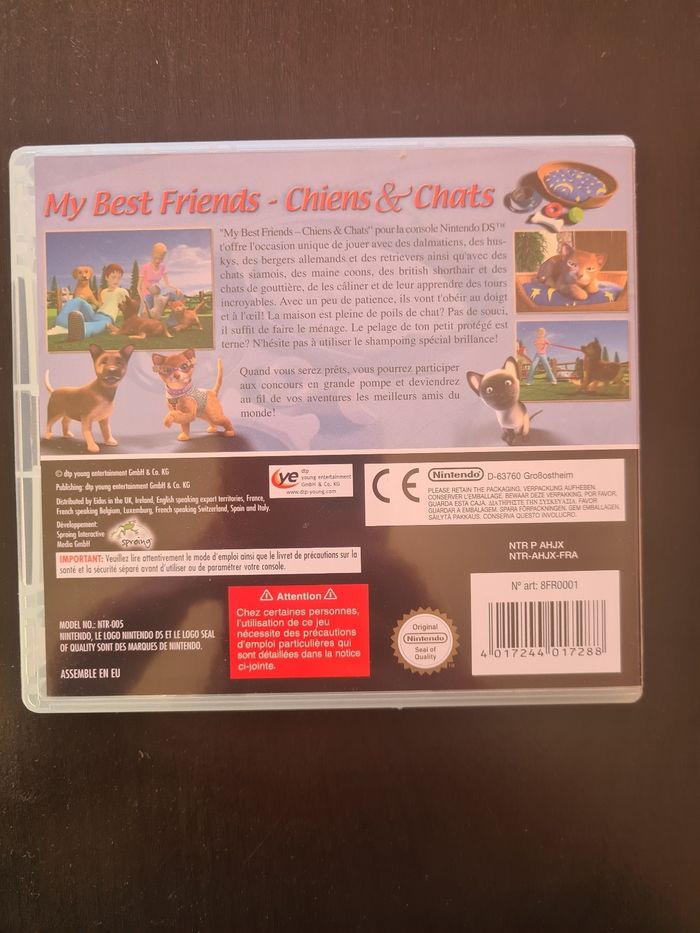 My Best Friends - Chiens & Chats
"My Best Friends – Chiens & Chats" pour la console Nintendo DS™
t'offre l'occasion unique de jouer avec des dalmatiens, des hus-
kys, des bergers allemands et des retrievers ainsi qu'avec des
chats siamois, des maine coons, des british shorthair et des
chats de gouttière, de les câliner et de leur apprendre des tours
incroyables. Avec un peu de patience, ils vont t'obéir au doigt
et à l'œil! La maison est pleine de poils de chat? Pas de souci,
il suffit de faire le ménage. Le pelage de ton petit protégé est
terne? N'hésite pas à utiliser le shampoing spécial brillance!
Quand vous serez prêts, vous pourrez participer
aux concours en grande pompe et deviendrez
au fil de vos aventures les meilleurs amis du
monde!
© dtp young entertainment GmbH & Co. KG
Publishing: dtp young entertainment GmbH & Co. KG
Distributed by Eidos in the UK, Ireland, English speaking export territories, France,
French speaking Belgium, Luxemburg, French speaking Switzerland, Spain and Italy.
Développement:
Sproing Interactive
Media GmbH
sproing
ye
dtp
young entertainment
GmbH & Co. KG
www.dtp-young.com
CE
Nintendo
D-63760 Großostheim
PLEASE RETAIN THE PACKAGING. VERPACKUNG AUFHEBEN.
CONSERVER L'EMBALLAGE. BEWAAR DEZE VERPAKKING. POR FAVOR,
GUARDA ESTA CAJA. ΔΙΑΤΗΡΗΣΤΕ ΤΗΝ ΣΥΣΚΕΥΑΣΙΑ. FAVOR
GUARDAR A EMBALAGEM. SPARA FÖRPACKNINGEN. GEM EMBALLAGEN.
SÄILYTÄ PAKKAUS. CONSERVA QUESTO INVOLUCRO.
NTR P AHJX
NTR-AHJX-FRA
IMPORTANT: Veuillez lire attentivement le mode d'emploi ainsi que le livret de précautions sur la
santé et la sécurité séparé avant d'utiliser ou de paramétrer votre console.
N° art: 8FR0001
4 017244 017288
⚠ Attention ⚠
Chez certaines personnes,
l'utilisation de ce jeu
nécessite des précautions
d'emploi particulières qui
sont détaillées dans la notice
ci-jointe.
Original
Nintendo
Seal of
Quality
TM
MODEL NO.: NTR-005
NINTENDO, LE LOGO NINTENDO DS ET LE LOGO SEAL
OF QUALITY SONT DES MARQUES DE NINTENDO.
ASSEMBLE EN EU